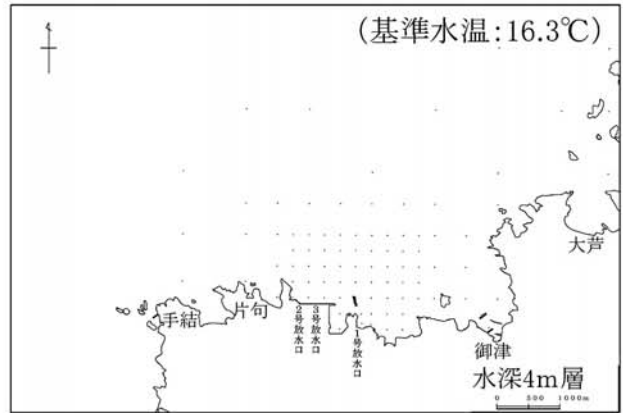 (基準水温:16.3℃)
大芦
手結
片句
2号放水口
3号放水口
1号放水口
御津
水深4m層
0 500 1000m